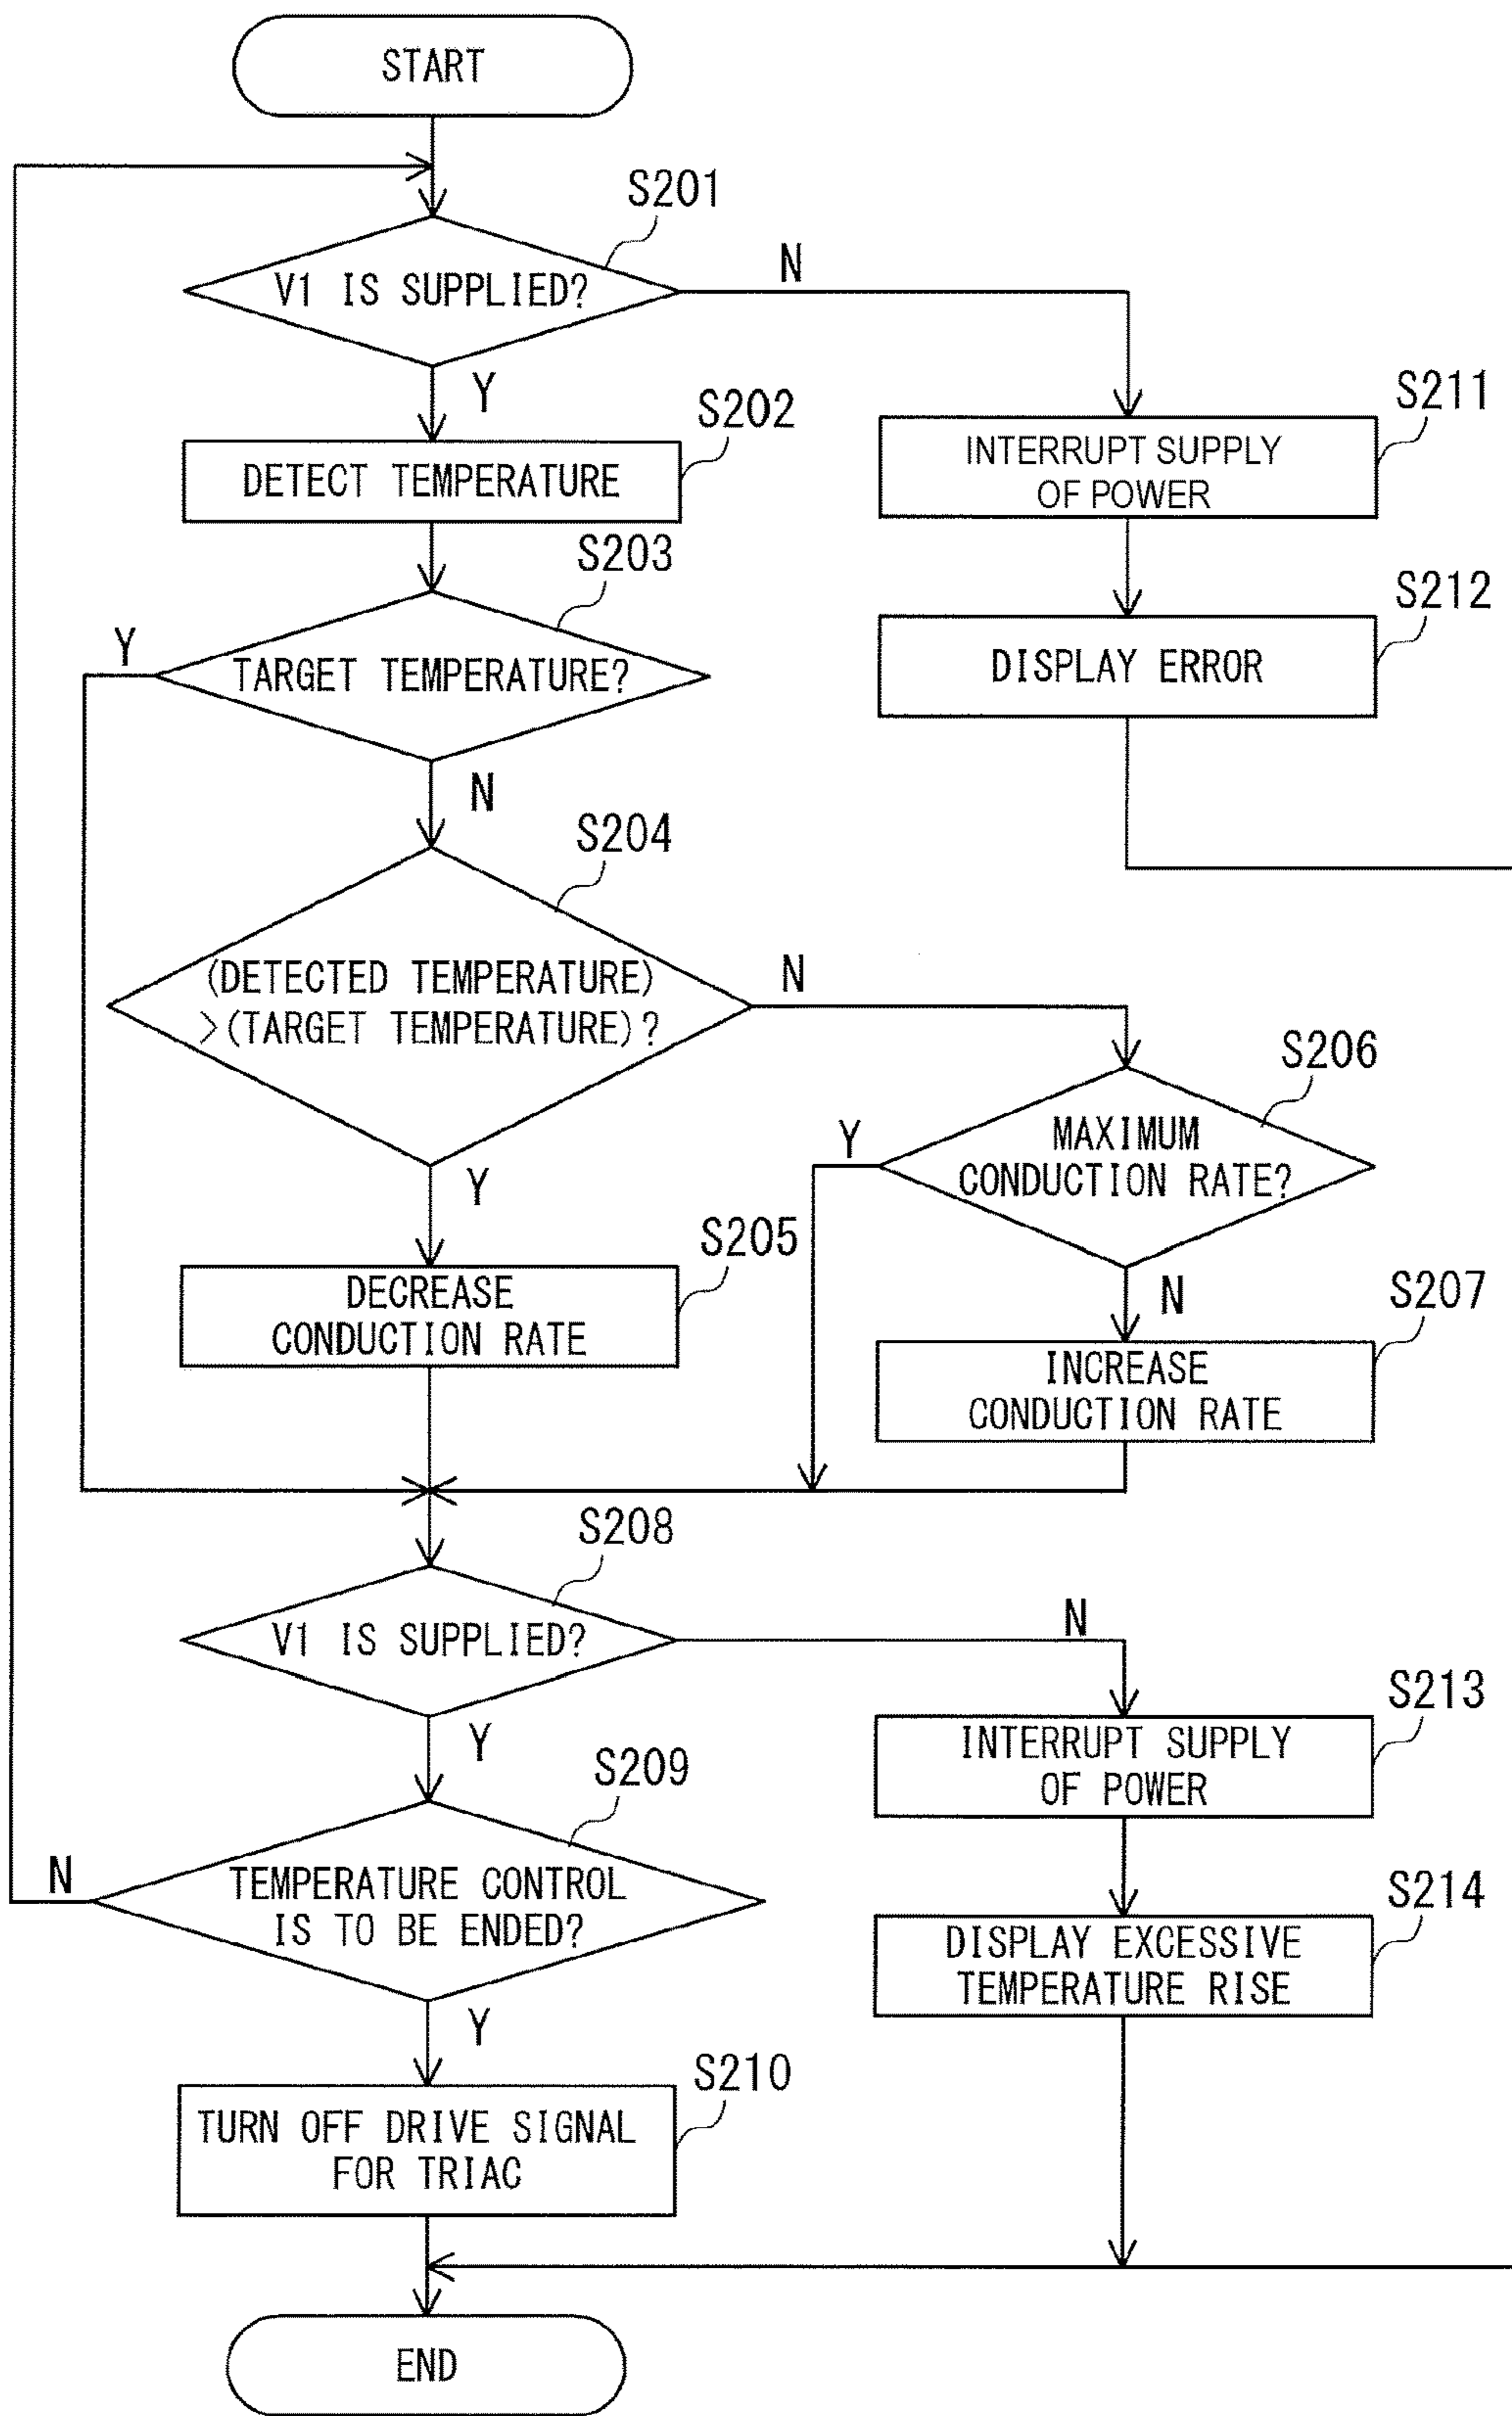 START
S201
V1 IS SUPPLIED?
N
Y
S202
DETECT TEMPERATURE
S211
INTERRUPT SUPPLY
OF POWER
S203
TARGET TEMPERATURE?
Y
N
S212
DISPLAY ERROR
S204
(DETECTED TEMPERATURE)
>(TARGET TEMPERATURE)?
N
Y
S206
MAXIMUM
CONDUCTION RATE?
Y
N
S205
DECREASE
CONDUCTION RATE
S207
INCREASE
CONDUCTION RATE
S208
V1 IS SUPPLIED?
N
Y
S213
INTERRUPT SUPPLY
OF POWER
S209
TEMPERATURE CONTROL
IS TO BE ENDED?
N
Y
S214
DISPLAY EXCESSIVE
TEMPERATURE RISE
S210
TURN OFF DRIVE SIGNAL
FOR TRIAC
END